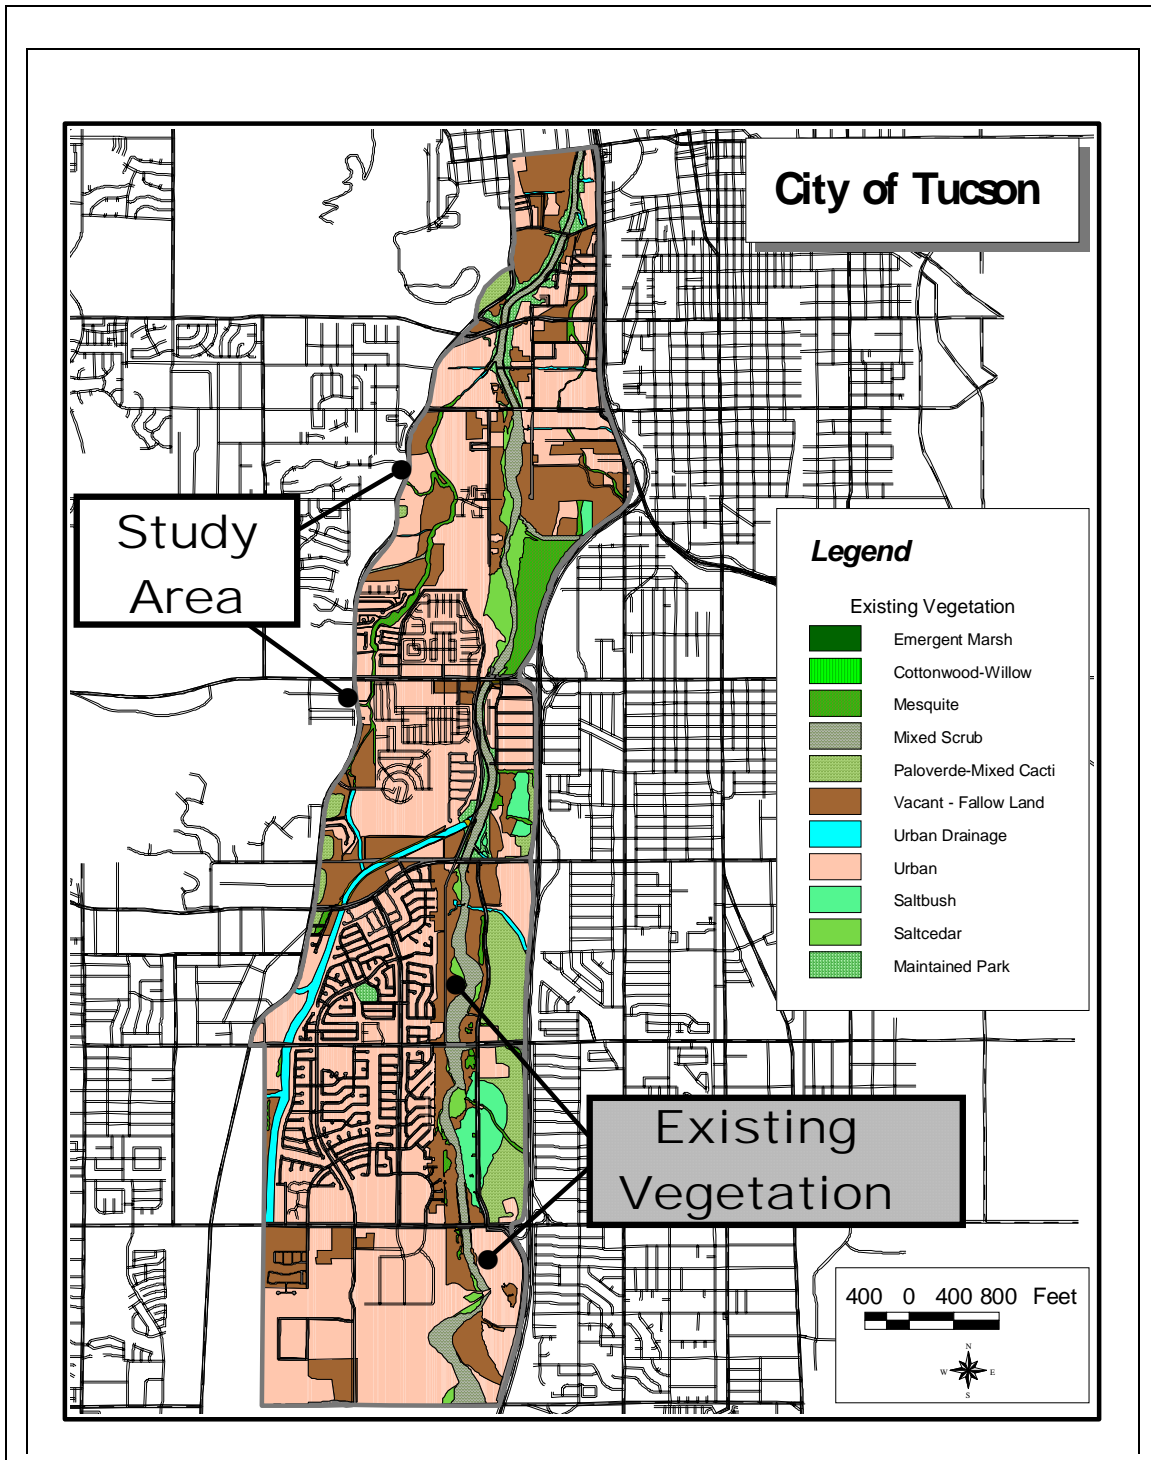 City of Tucson
Study
Area
Legend
Existing Vegetation
Emergent Marsh
Cottonwood-Willow
Mesquite
Mixed Scrub
Paloverde-Mixed Cacti
Vacant - Fallow Land
Urban Drainage
Urban
Saltbush
Saltcedar
Maintained Park
Existing
Vegetation
400 0 400 800 Feet
N
W E
S